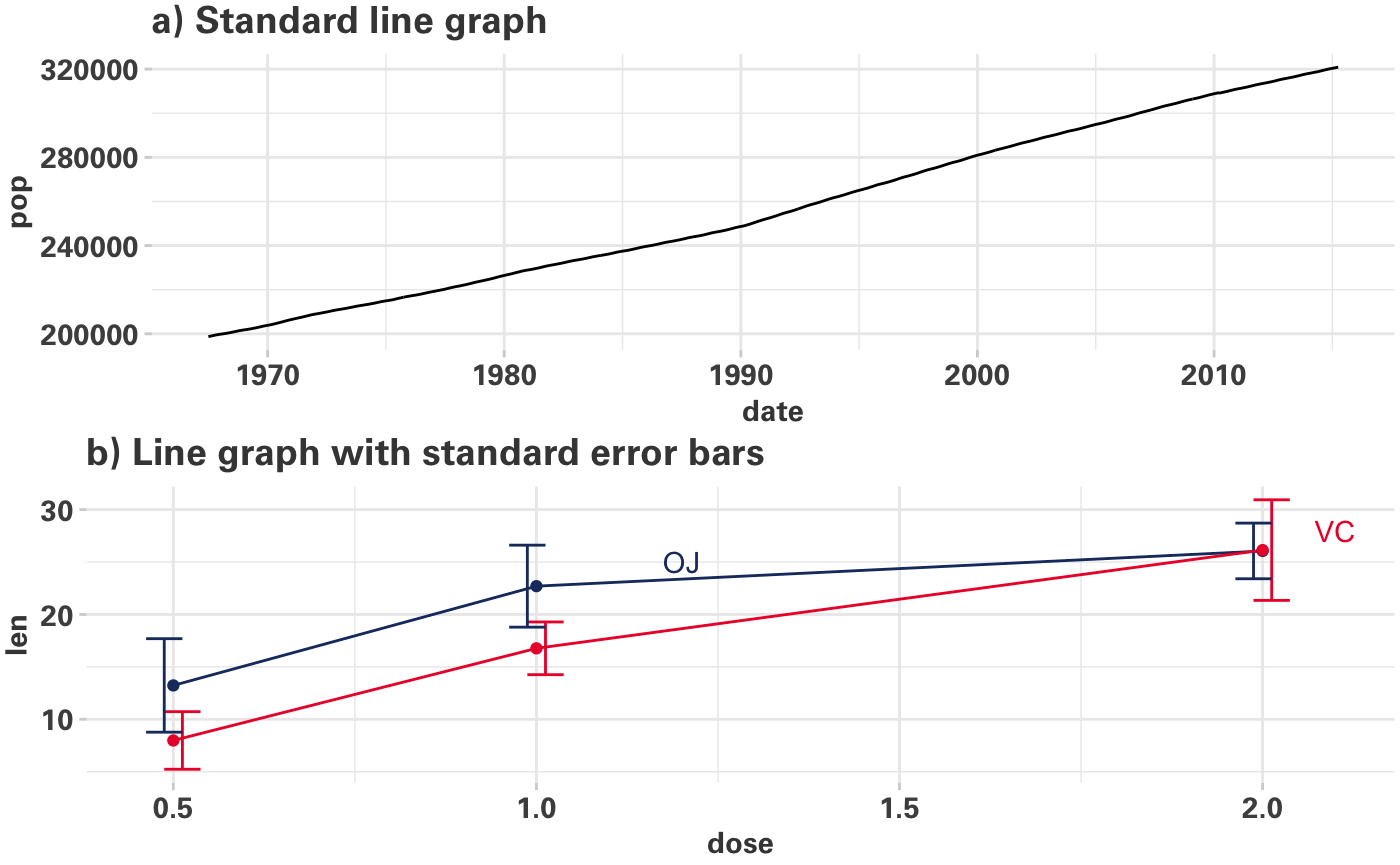 a) Standard line graph
320000
280000
240000
200000
pop
1970 1980 1990 2000 2010
date
b) Line graph with standard error bars
30
20
10
len
OJ
VC
0.5 1.0 1.5 2.0
dose